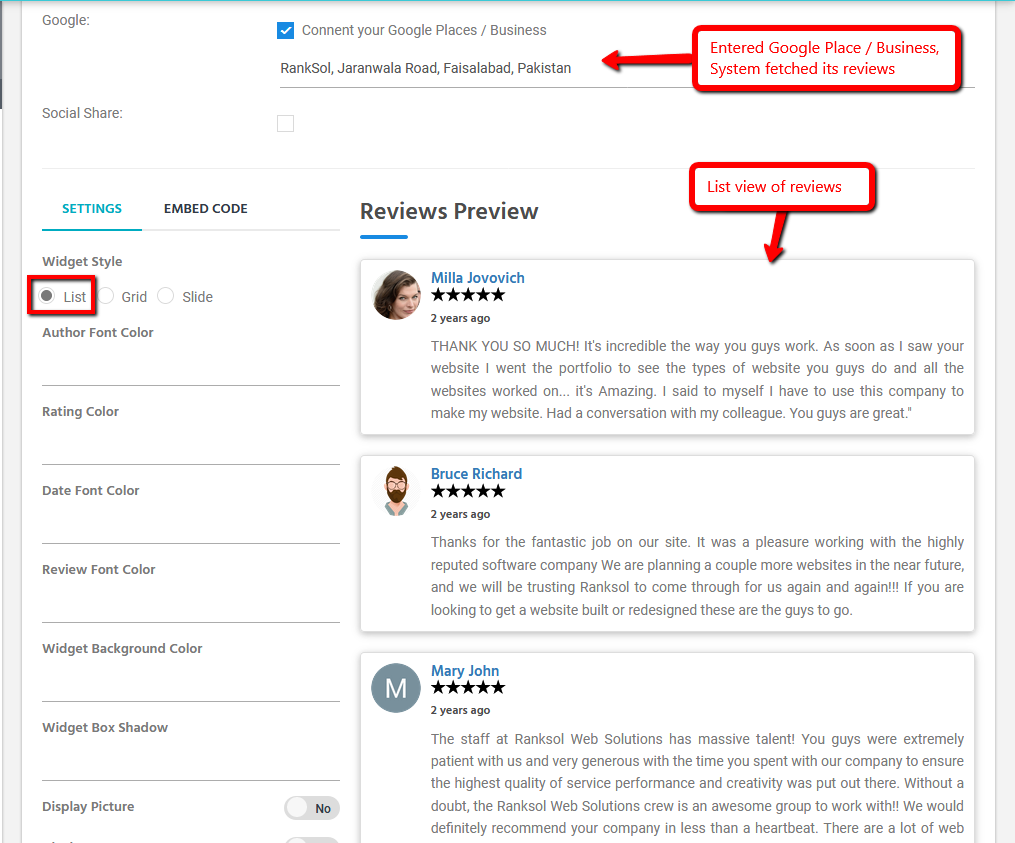 Google:
Connent your Google Places / Business
RankSol, Jaranwala Road, Faisalabad, Pakistan
Entered Google Place / Business,
System fetched its reviews
Social Share:
List view of reviews
SETTINGS
EMBED CODE
Reviews Preview
Widget Style
List
Grid
Slide
Author Font Color
Rating Color
Date Font Color
Review Font Color
Widget Background Color
Widget Box Shadow
Display Picture
No
Milla Jovovich
★★★★★
2 years ago
THANK YOU SO MUCH! It's incredible the way you guys work. As soon as I saw your
website I went the portfolio to see the types of website you guys do and all the
websites worked on... it's Amazing. I said to myself I have to use this company to
make my website. Had a conversation with my colleague. You guys are great."
Bruce Richard
★★★★★
2 years ago
Thanks for the fantastic job on our site. It was a pleasure working with the highly
reputed software company We are planning a couple more websites in the near future,
and we will be trusting Ranksol to come through for us again and again!!! If you are
looking to get a website built or redesigned these are the guys to go.
M
Mary John
★★★★★
2 years ago
The staff at Ranksol Web Solutions has massive talent! You guys were extremely
patient with us and very generous with the time you spent with our company to ensure
the highest quality of service performance and creativity was put out there. Without a
doubt, the Ranksol Web Solutions crew is an awesome group to work with!! We would
definitely recommend your company in less than a heartbeat. There are a lot of web